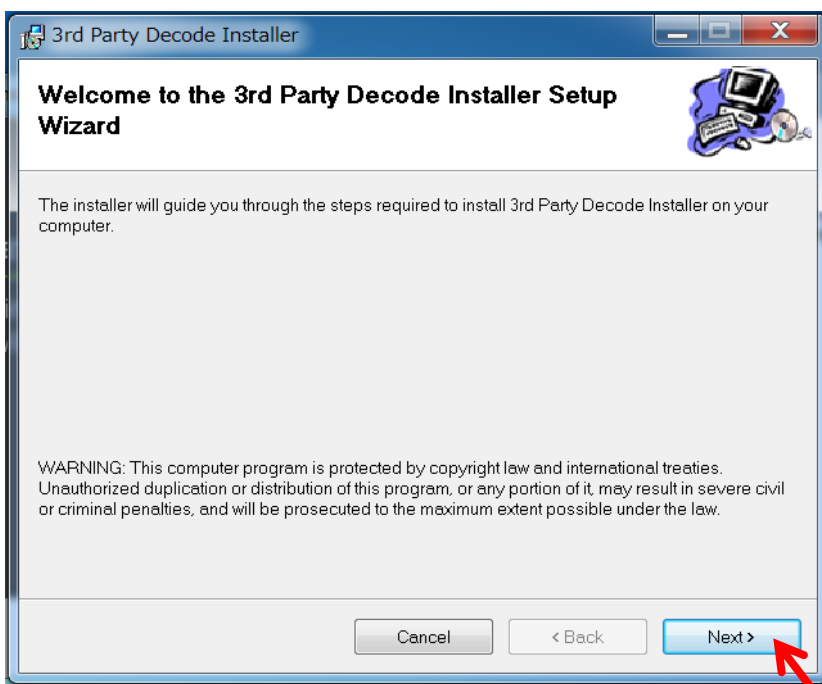 3rd Party Decode Installer
Welcome to the 3rd Party Decode Installer Setup
Wizard
The installer will guide you through the steps required to install 3rd Party Decode Installer on your
computer.
WARNING: This computer program is protected by copyright law and international treaties.
Unauthorized duplication or distribution of this program, or any portion of it, may result in severe civil
or criminal penalties, and will be prosecuted to the maximum extent possible under the law.
Cancel
< Back
Next >